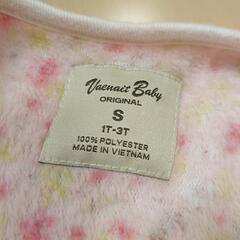 Vaenait Baby
ORIGINAL
S
1T-3T
100% POLYESTER
MADE IN VIETNAM